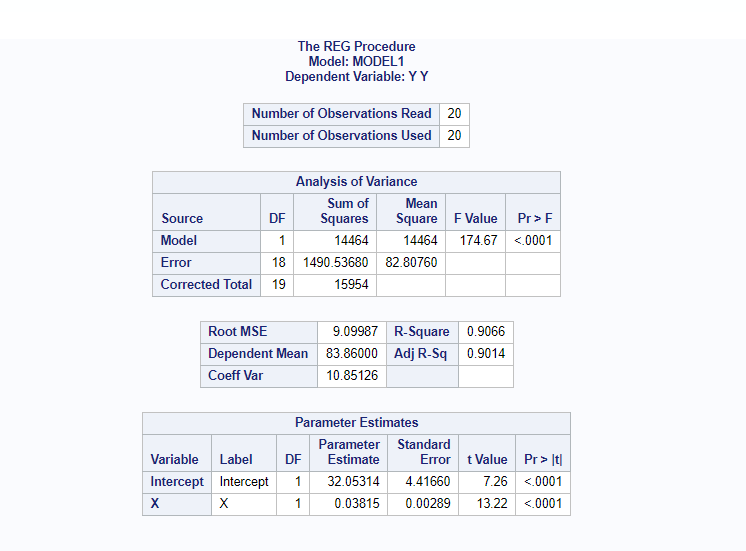 The REG Procedure
Model: MODEL1
Dependent Variable: Y Y
Number of Observations Read 20
Number of Observations Used 20
Analysis of Variance
Source DF Sum of Squares Mean Square F Value Pr > F
Model 1 14464 14464 174.67 <.0001
Error 18 1490.53680 82.80760
Corrected Total 19 15954
Root MSE 9.09987 R-Square 0.9066
Dependent Mean 83.86000 Adj R-Sq 0.9014
Coeff Var 10.85126
Parameter Estimates
Variable Label DF Parameter Estimate Standard Error t Value Pr > |t|
Intercept Intercept 1 32.05314 4.41660 7.26 <.0001
X X 1 0.03815 0.00289 13.22 <.0001